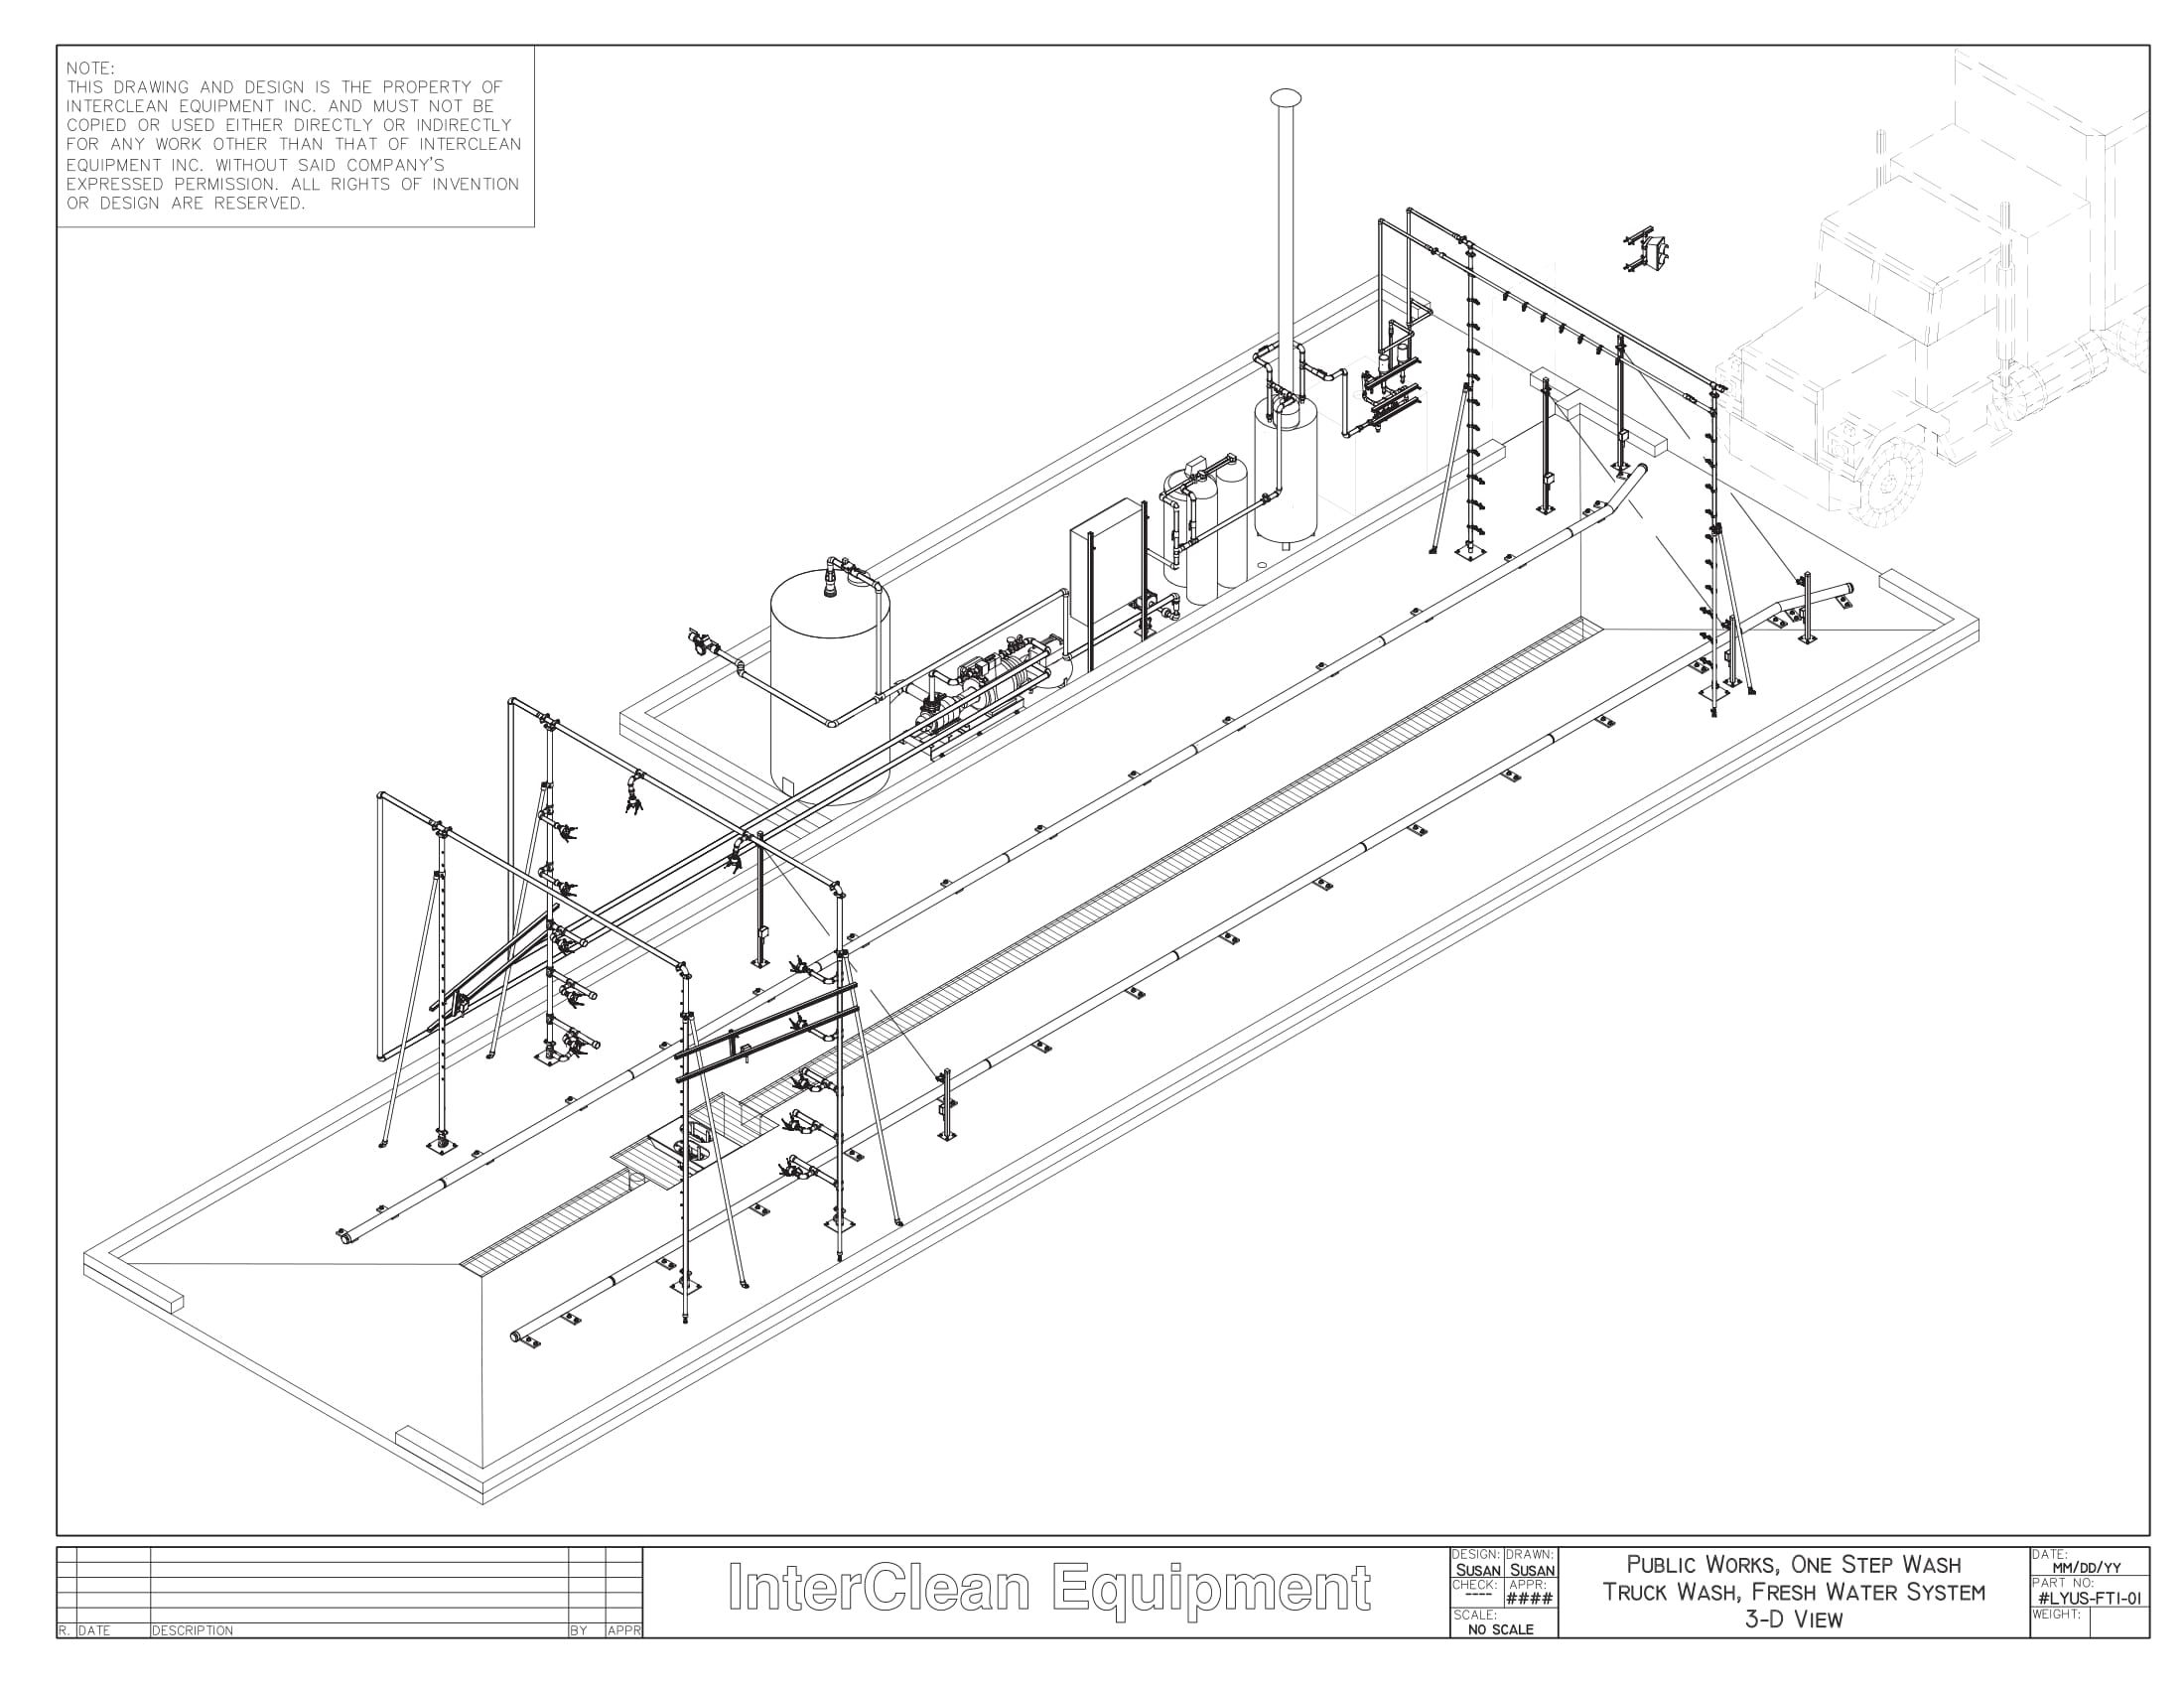 NOTE:
THIS DRAWING AND DESIGN IS THE PROPERTY OF
INTERCLEAN EQUIPMENT INC. AND MUST NOT BE
COPIED OR USED EITHER DIRECTLY OR INDIRECTLY
FOR ANY WORK OTHER THAN THAT OF INTERCLEAN
EQUIPMENT INC. WITHOUT SAID COMPANY'S
EXPRESSED PERMISSION. ALL RIGHTS OF INVENTION
OR DESIGN ARE RESERVED.
R. DATE DESCRIPTION BY APPR
InterClean Equipment
DESIGN: DRAWN:
SUSAN SUSAN
CHECK: APPR:
---- ####
SCALE:
NO SCALE
PUBLIC WORKS, ONE STEP WASH
TRUCK WASH, FRESH WATER SYSTEM
3-D VIEW
DATE:
MM/DD/YY
PART NO:
#LYUS-FT1-01
WEIGHT: